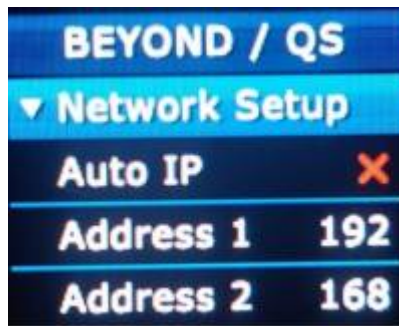 BEYOND / QS
Network Setup
Auto IP
Address 1 192
Address 2 168